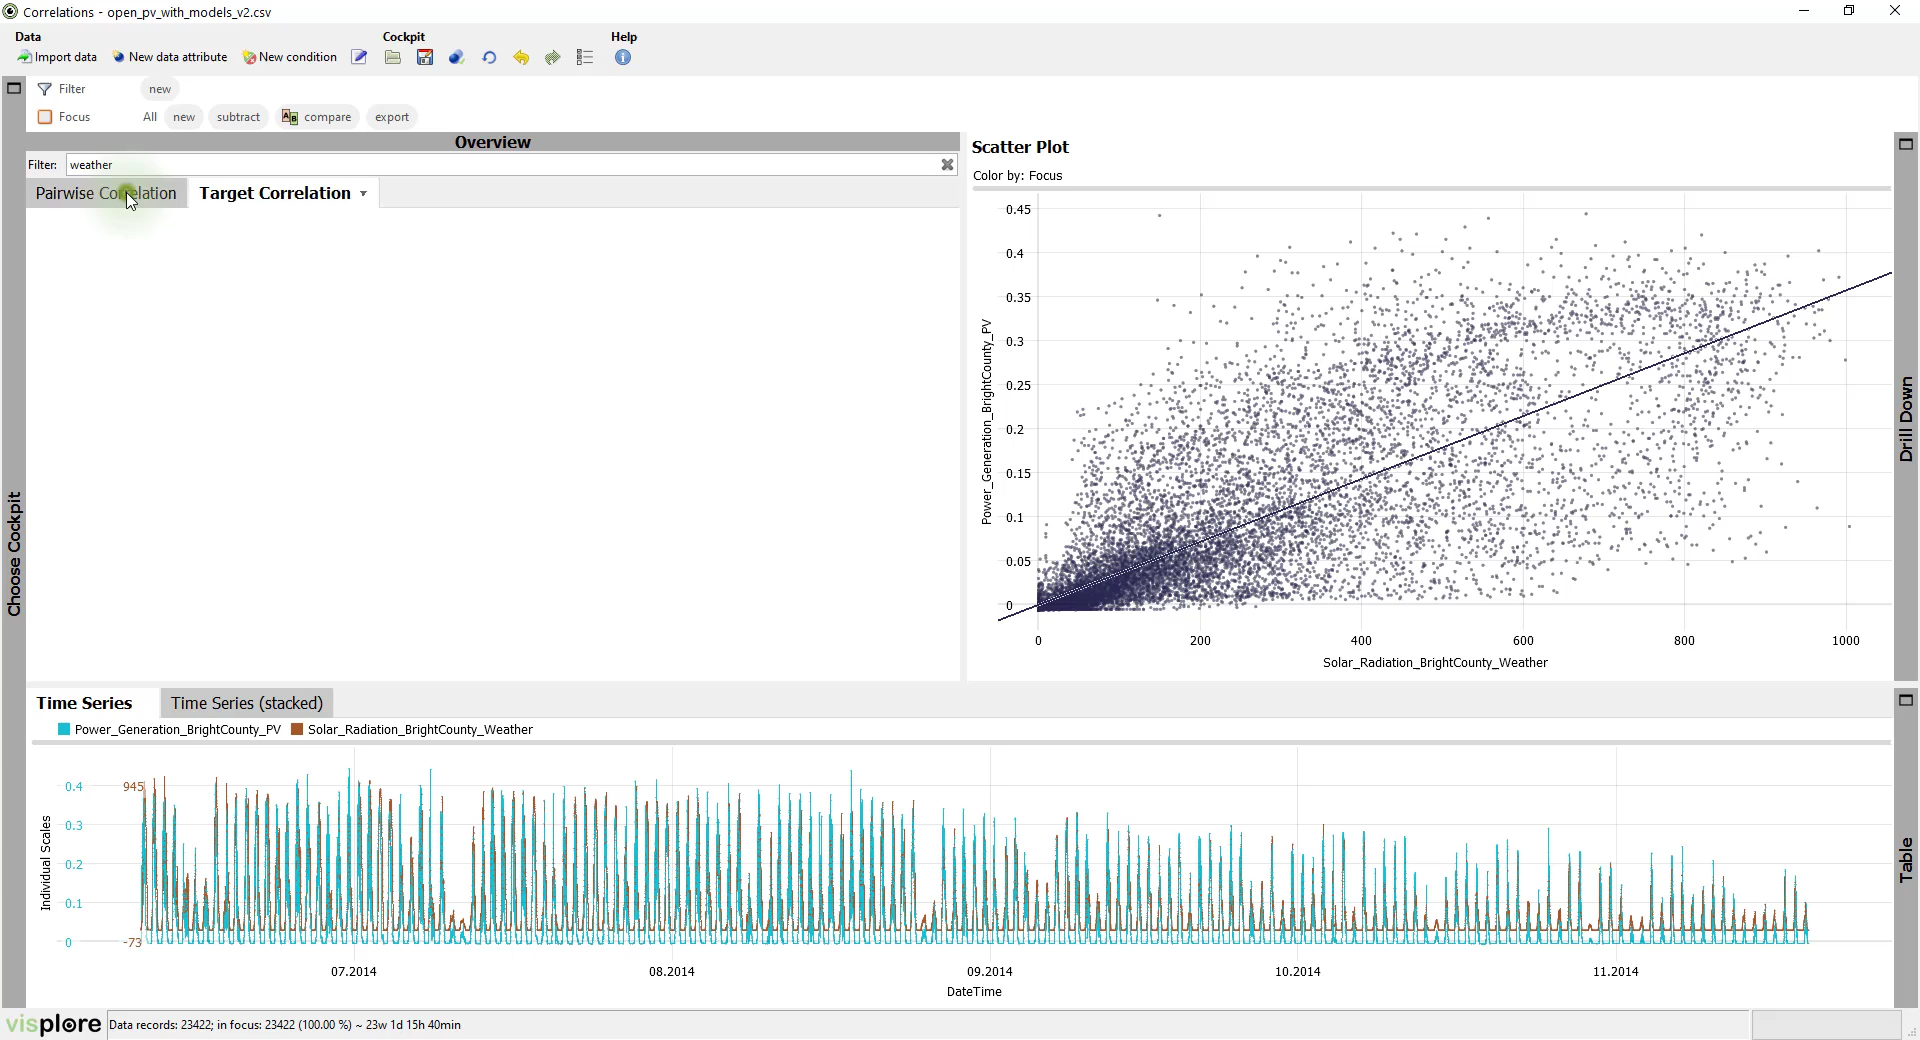 Correlations - open_pv_with_models_v2.csv
Data
Cockpit
Help
Import data
New data attribute
New condition
Filter
new
Focus
All
new
subtract
compare
export
Overview
Filter: weather
Pairwise Correlation
Target Correlation
Scatter Plot
Color by: Focus
0.45
0.4
0.35
0.3
0.25
0.2
0.15
0.1
0.05
0
Power_Generation_BrightCounty_PV
0 200 400 600 800 1000
Solar_Radiation_BrightCounty_Weather
Choose Cockpit
Drill Down
Time Series
Time Series (stacked)
Power_Generation_BrightCounty_PV
Solar_Radiation_BrightCounty_Weather
0.4 945
0.3
0.2
0.1
0 -73
Individual Scales
07.2014 08.2014 09.2014 10.2014 11.2014
DateTime
Table
visplore
Data records: 23422; in focus: 23422 (100.00 %) ~ 23w 1d 15h 40min